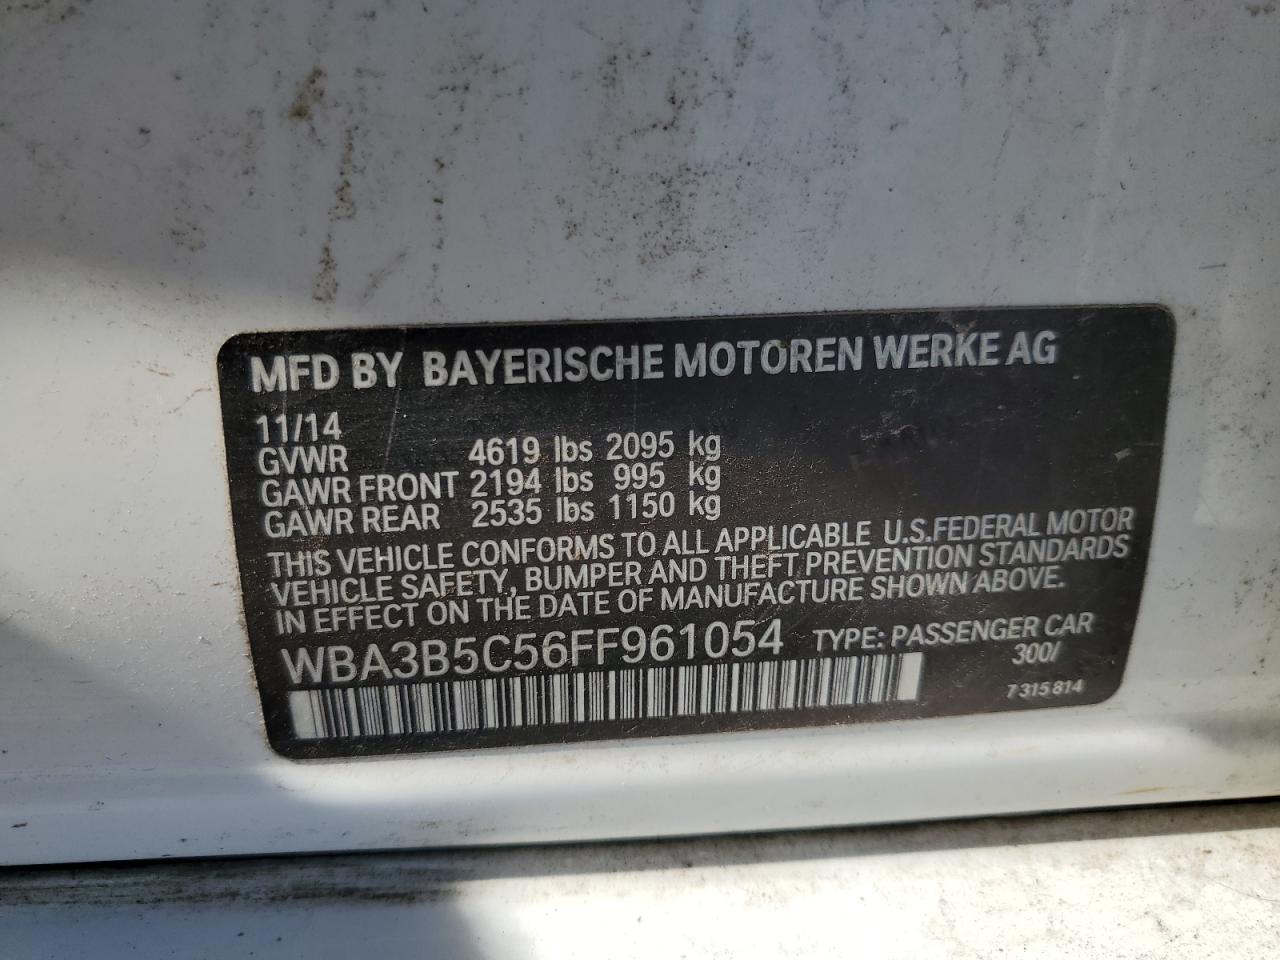 MFD BY BAYERISCHE MOTOREN WERKE AG
11/14
GVWR 4619 lbs 2095 kg
GAWR FRONT 2194 lbs 995 kg
GAWR REAR 2535 lbs 1150 kg
THIS VEHICLE CONFORMS TO ALL APPLICABLE U.S.FEDERAL MOTOR
VEHICLE SAFETY, BUMPER AND THEFT PREVENTION STANDARDS
IN EFFECT ON THE DATE OF MANUFACTURE SHOWN ABOVE.
WBA3B5C56FF961054 TYPE: PASSENGER CAR
300/
7 315 814